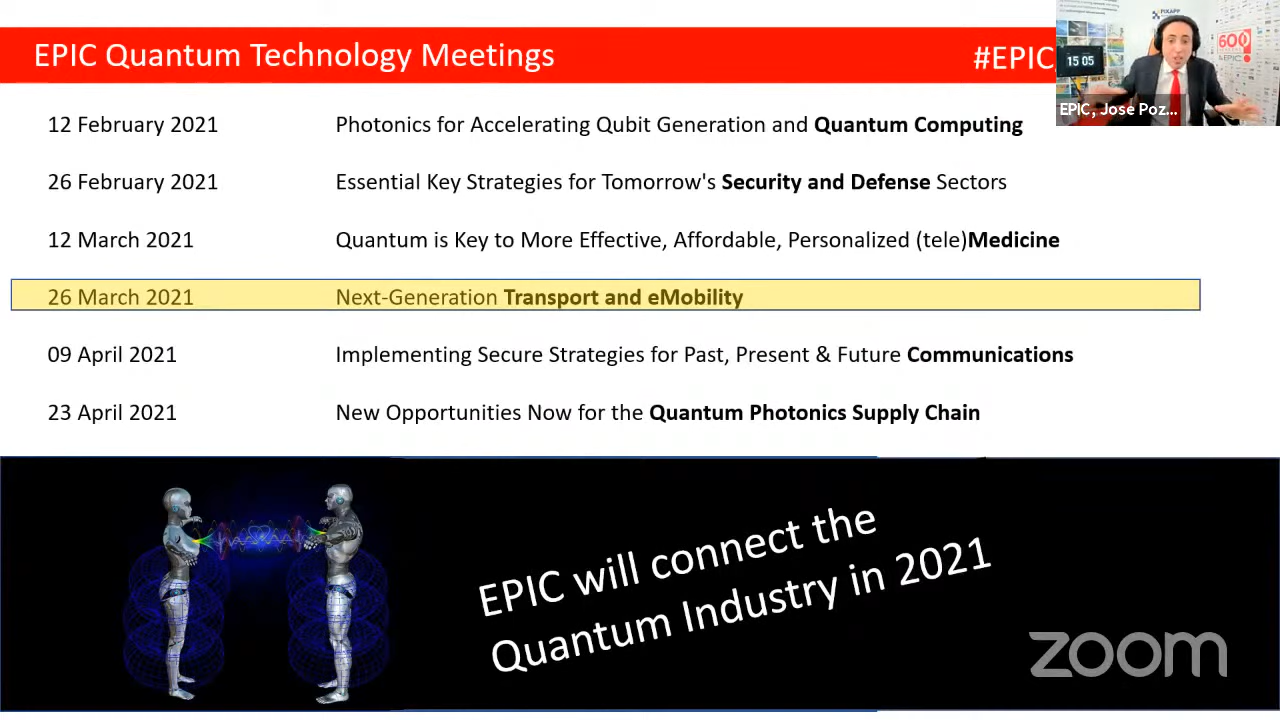 EPIC Quantum Technology Meetings
#EPIC
PIXAPP
600
EPIC
15 05
EPIC, Jose Poz...
12 February 2021 Photonics for Accelerating Qubit Generation and Quantum Computing
26 February 2021 Essential Key Strategies for Tomorrow's Security and Defense Sectors
12 March 2021 Quantum is Key to More Effective, Affordable, Personalized (tele)Medicine
26 March 2021 Next-Generation Transport and eMobility
09 April 2021 Implementing Secure Strategies for Past, Present & Future Communications
23 April 2021 New Opportunities Now for the Quantum Photonics Supply Chain
EPIC will connect the
Quantum Industry in 2021
zoom